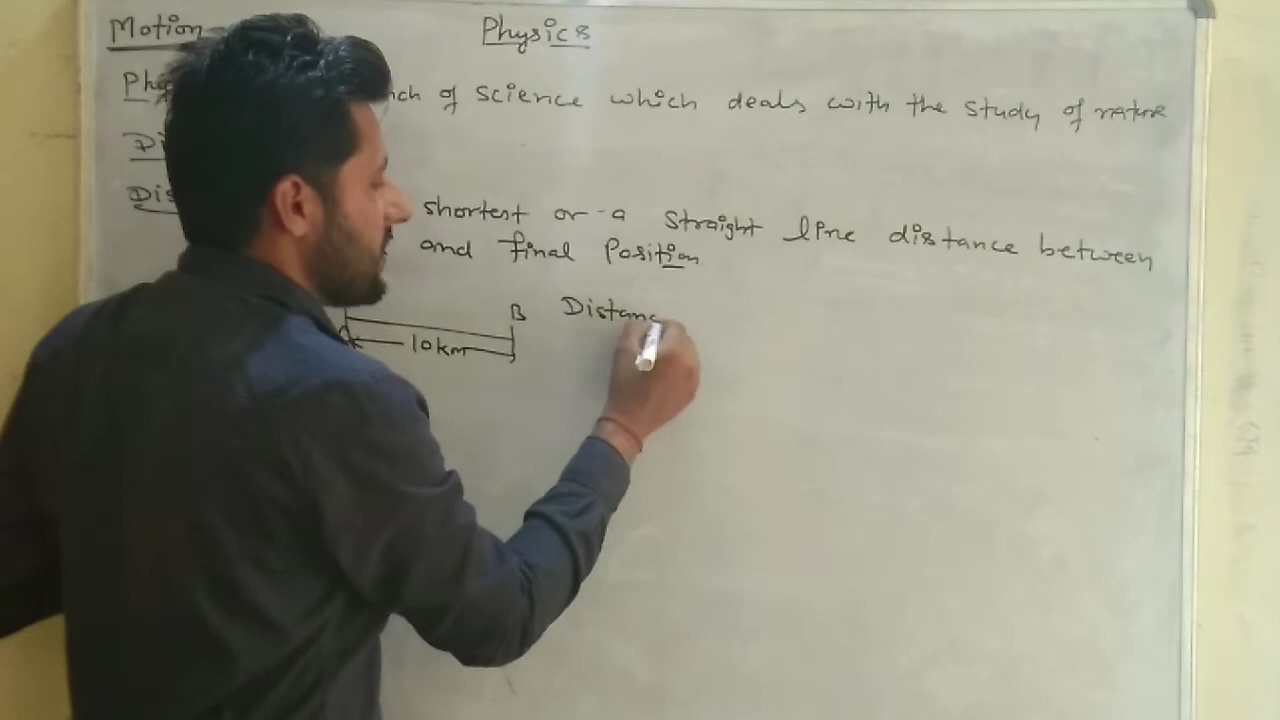 Motion Physics
nch of science which deals with the study of nature
shortest or a straight line distance between
and final Position
B Distanc
10km